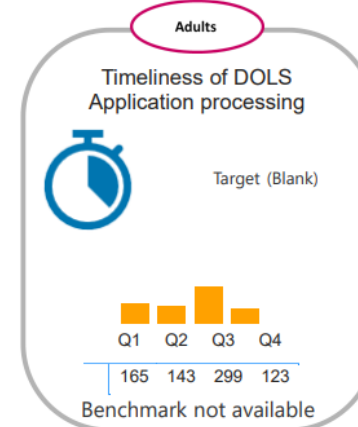 Adults
Timeliness of DOLS
Application processing
Target (Blank)
Q1 Q2 Q3 Q4
165 143 299 123
Benchmark not available